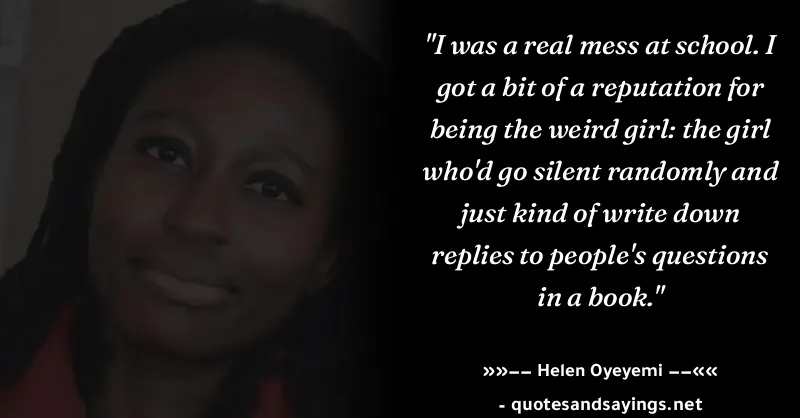 "I was a real mess at school. I
got a bit of a reputation for
being the weird girl: the girl
who'd go silent randomly and
just kind of write down
replies to people's questions
in a book."
»»–– Helen Oyeyemi ––««
- quotesandsayings.net